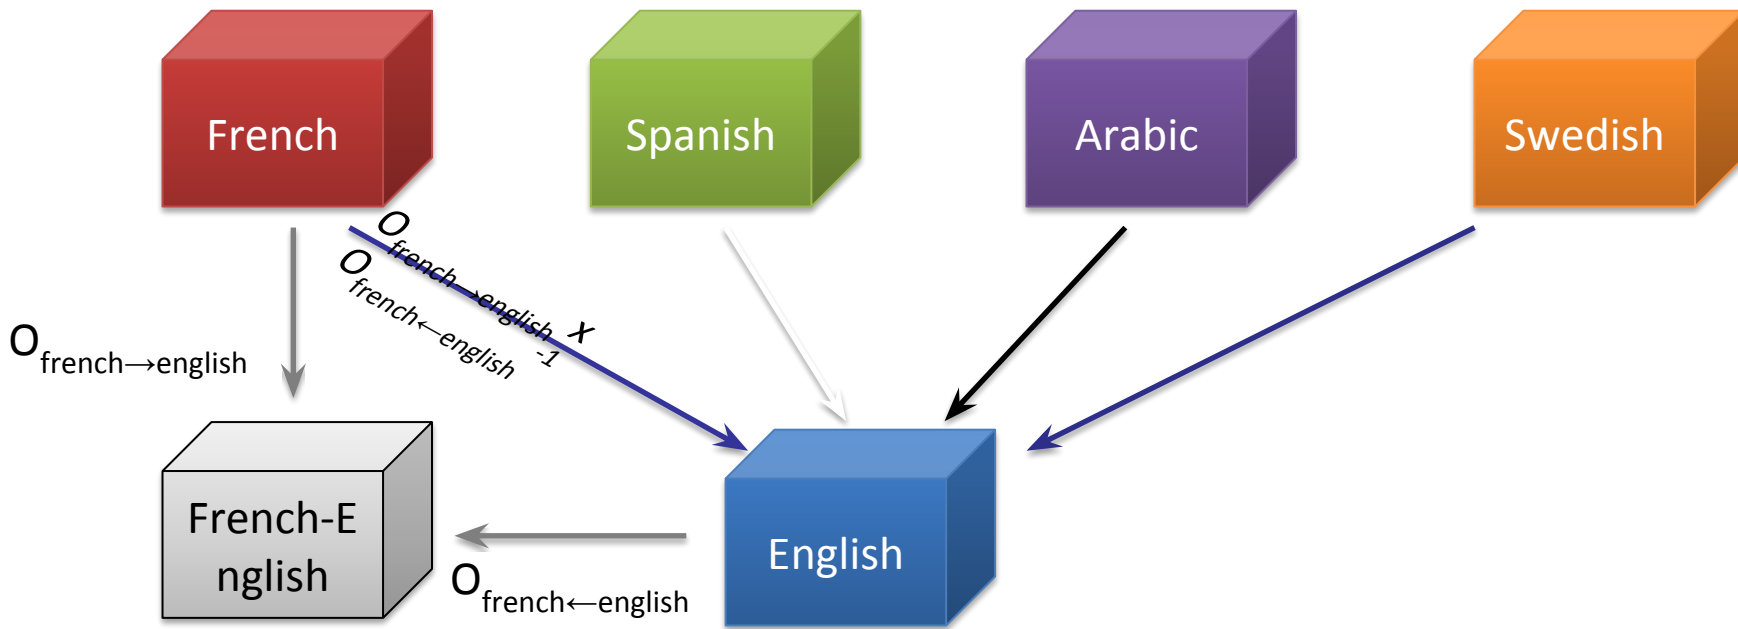 French
Spanish
Arabic
Swedish
O french→english x
O french←english -1
O french→english
French-E
nglish
English
O french←english